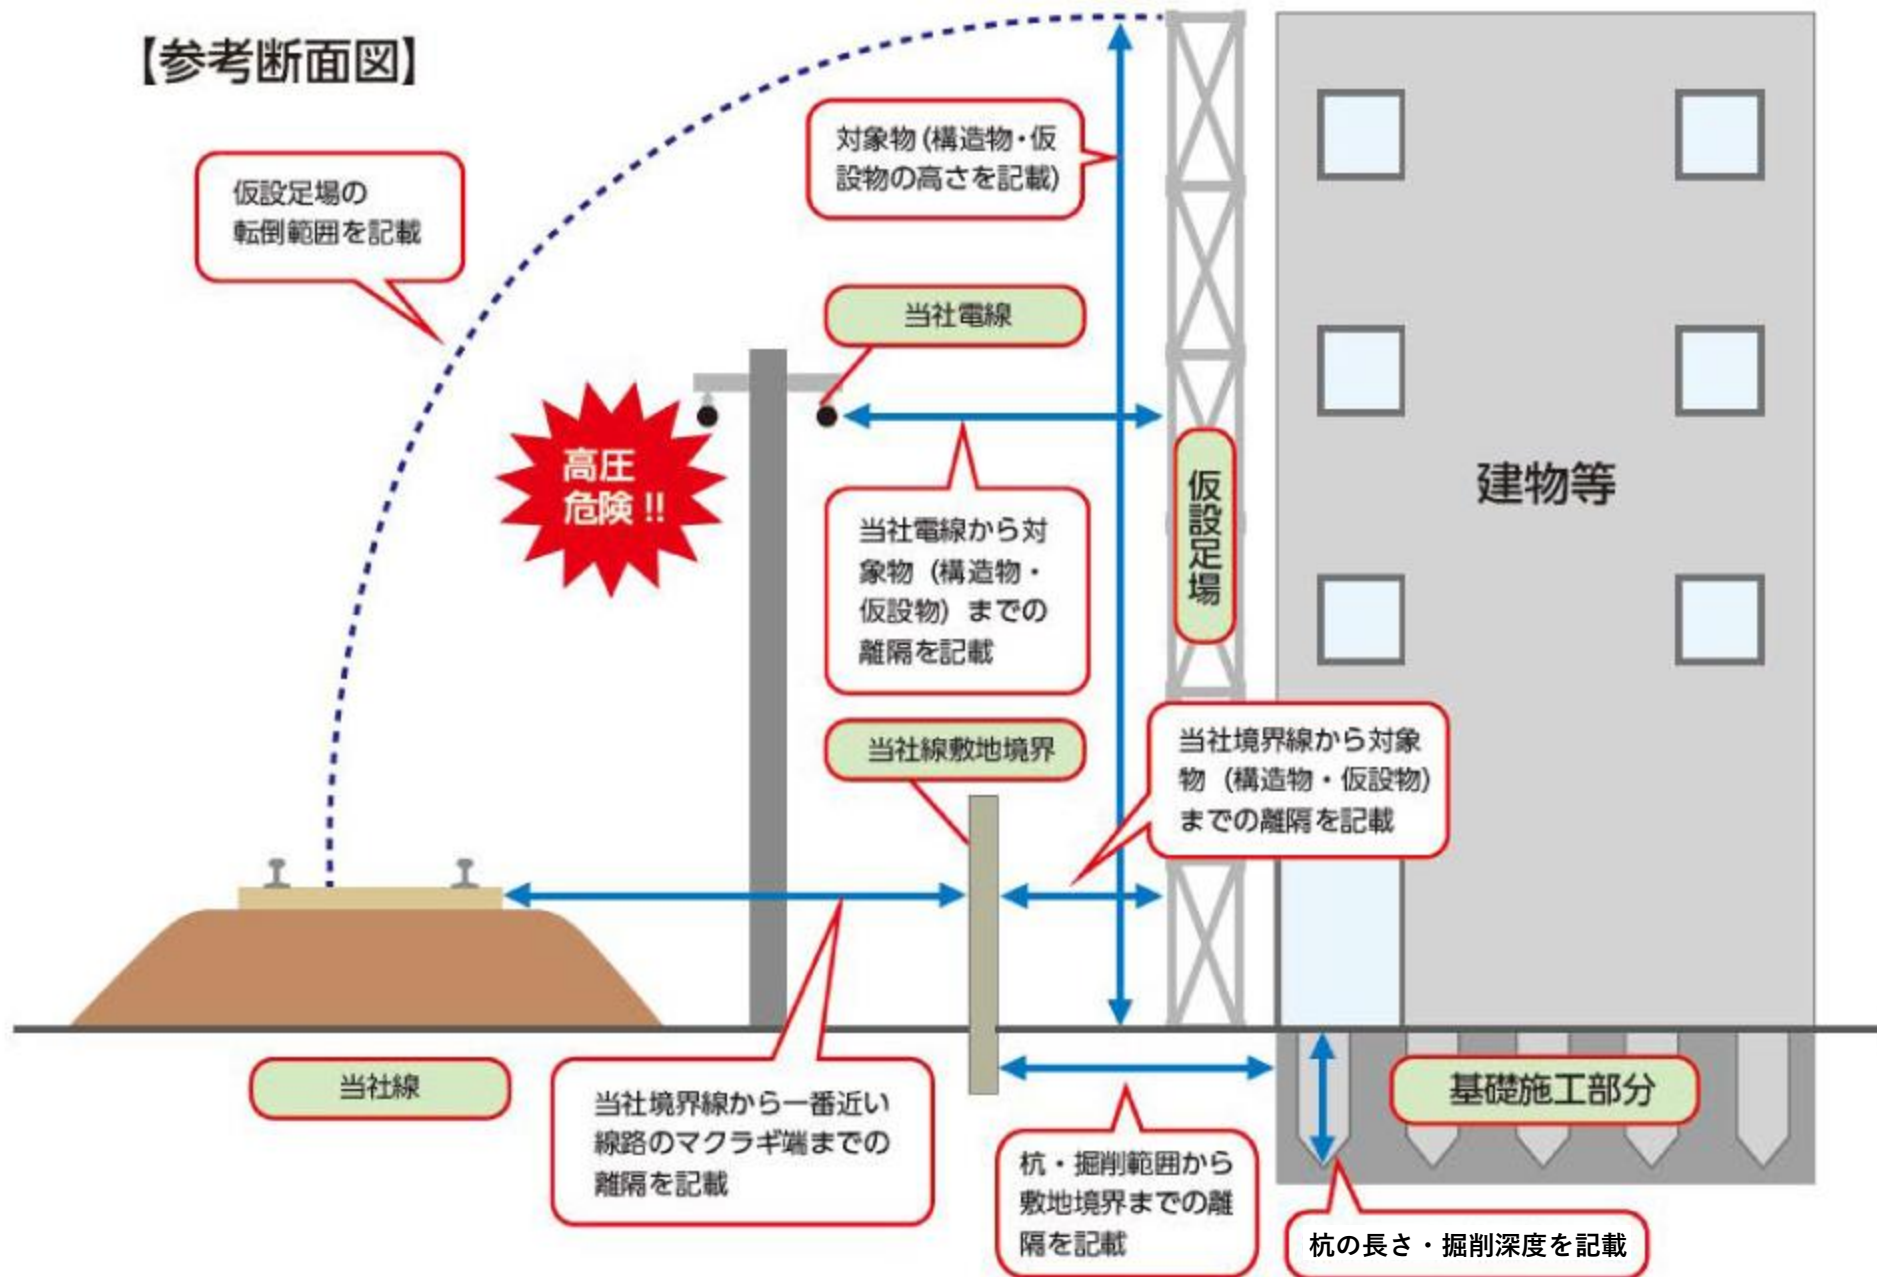 【参考断面図】
仮設足場の
転倒範囲を記載
対象物(構造物・仮
設物の高さを記載)
当社電線
高圧
危険!!
当社電線から対
象物(構造物・
仮設物)までの
離隔を記載
仮設足場
建物等
当社線敷地境界
当社境界線から対象
物(構造物・仮設物)
までの離隔を記載
当社線
当社境界線から一番近い
線路のマクラギ端までの
離隔を記載
杭・掘削範囲から
敷地境界までの離
隔を記載
基礎施工部分
杭の長さ・掘削深度を記載